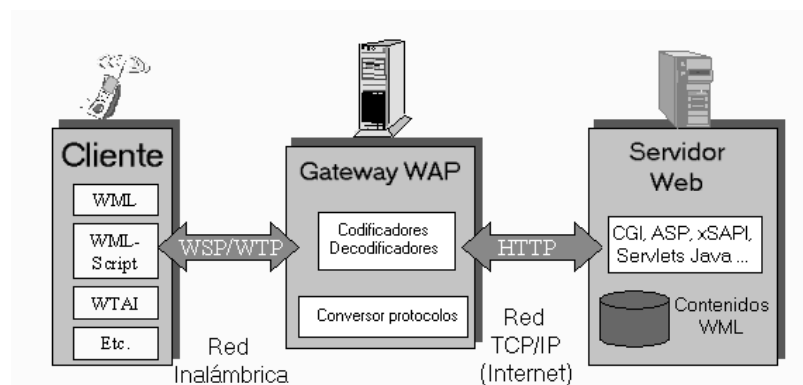 Cliente
WML
WML-
Script
WTAI
Etc.
WSP/WTP
Red
Inalámbrica
Gateway WAP
Codificadores
Decodificadores
Conversor protocolos
HTTP
Red
TCP/IP
(Internet)
Servidor
Web
CGI, ASP, xSAPI,
Servlets Java ...
Contenidos
WML